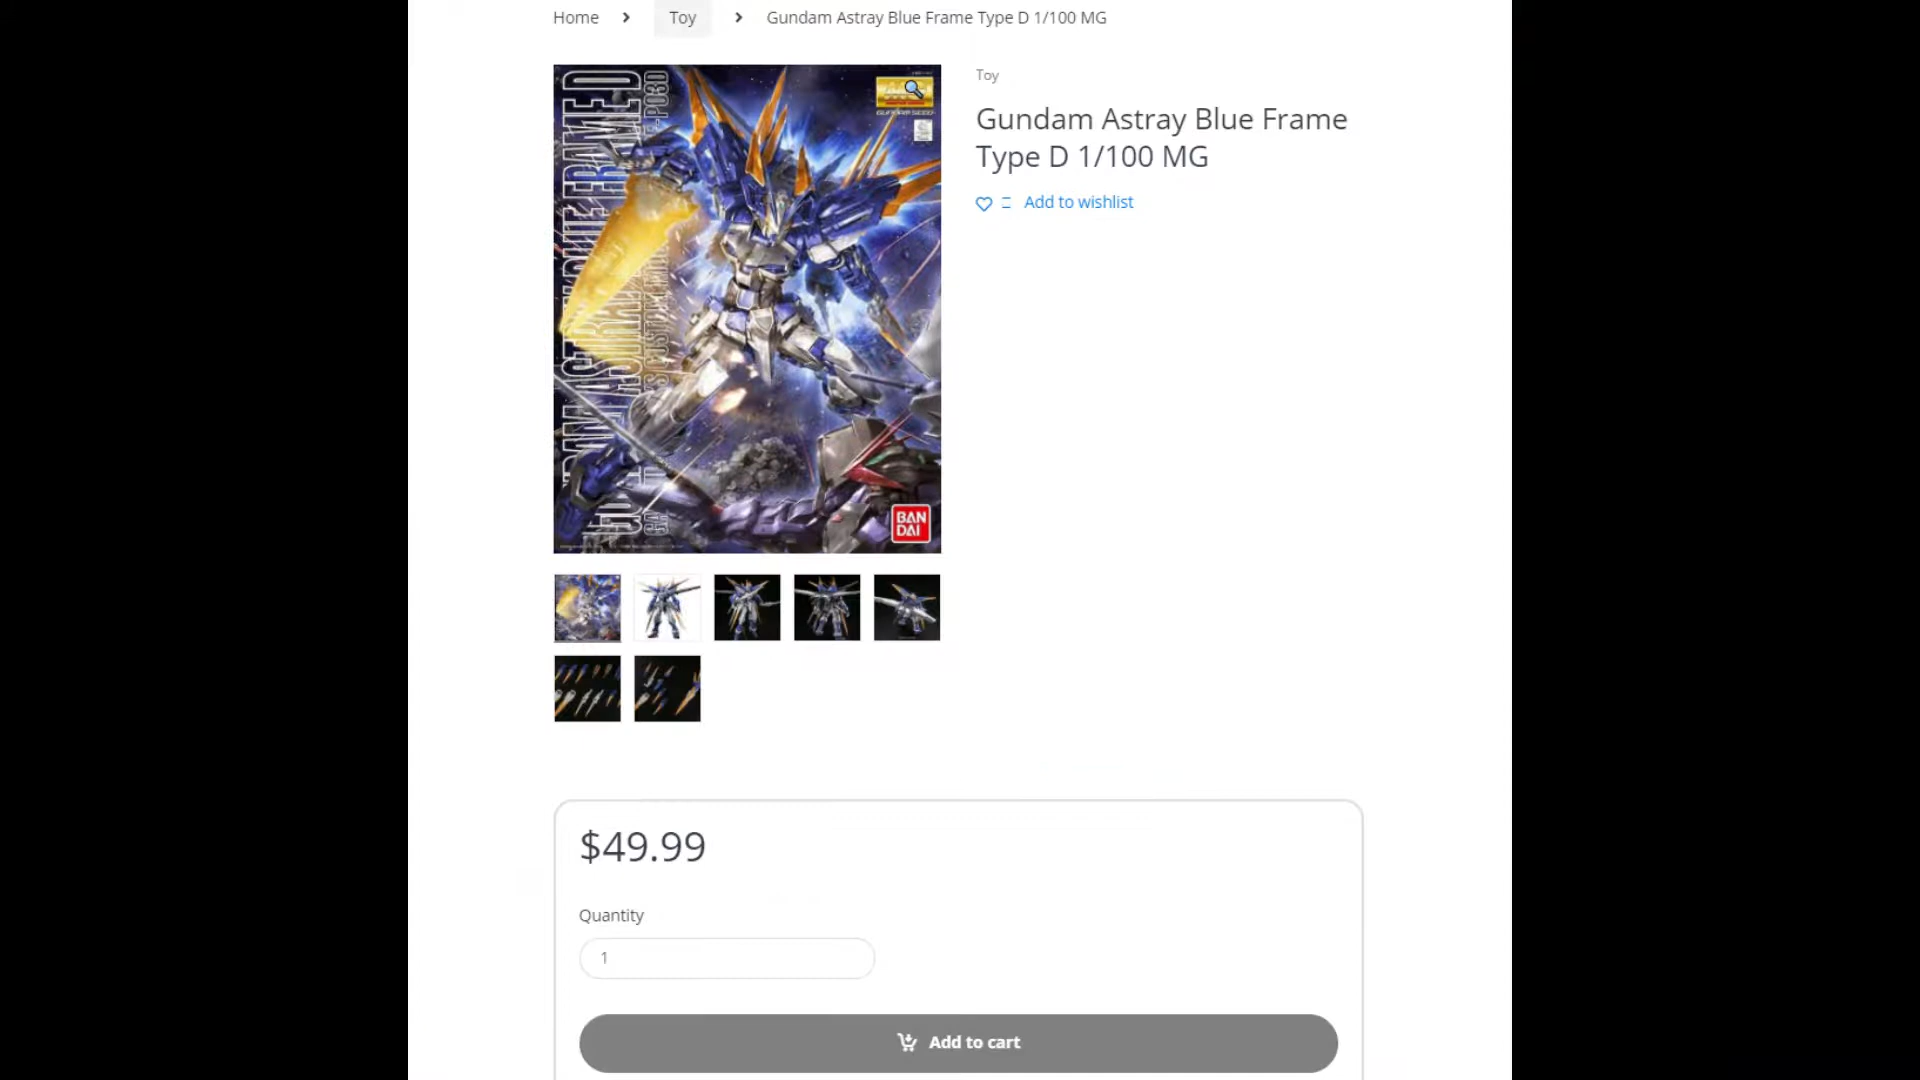 Home > Toy > Gundam Astray Blue Frame Type D 1/100 MG
Toy
Gundam Astray Blue Frame
Type D 1/100 MG
Add to wishlist
BAN
DAI
$49.99
Quantity
1
Add to cart